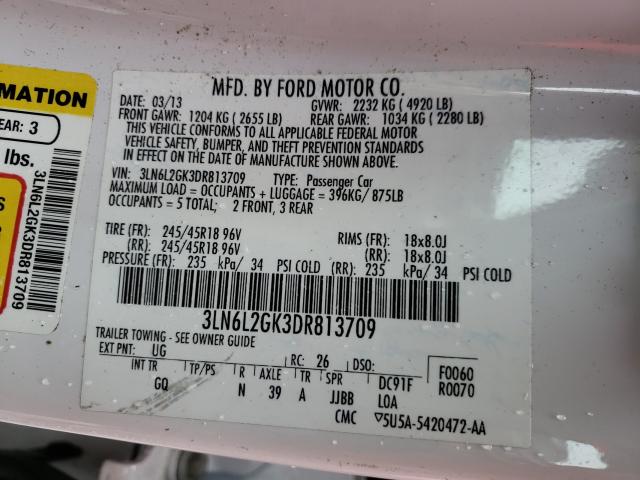 MFD. BY FORD MOTOR CO.
DATE: 03/13 GVWR: 2232 KG ( 4920 LB)
FRONT GAWR: 1204 KG ( 2655 LB) REAR GAWR: 1034 KG ( 2280 LB)
THIS VEHICLE CONFORMS TO ALL APPLICABLE FEDERAL MOTOR
VEHICLE SAFETY, BUMPER, AND THEFT PREVENTION STANDARDS
IN EFFECT ON THE DATE OF MANUFACTURE SHOWN ABOVE.
VIN: 3LN6L2GK3DR813709 TYPE: Passenger Car
MAXIMUM LOAD = OCCUPANTS + LUGGAGE = 396KG/ 875LB
OCCUPANTS = 5 TOTAL; 2 FRONT, 3 REAR
TIRE (FR): 245/45R18 96V RIMS (FR): 18x8.0J
(RR): 245/45R18 96V (RR): 18x8.0J
PRESSURE (FR): 235 kPa/ 34 PSI COLD (RR): 235 kPa/ 34 PSI COLD
3LN6L2GK3DR813709
TRAILER TOWING - SEE OWNER GUIDE
EXT PNT: UG RC: 26 DSO: F0060
INT TR TP/PS R AXLE TR SPR DC91F R0070
GQ N 39 A JJBB LOA
CMC 5U5A-5420472-AA
MATION
EAR: 3
lbs.
S
3LN6L2GK3DR813709